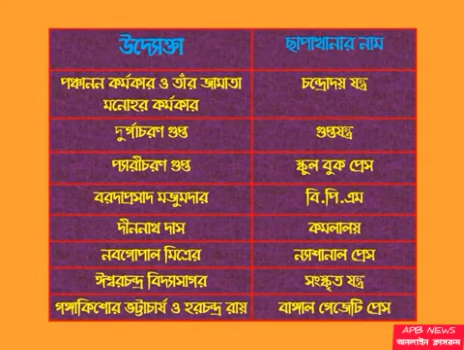 উদ্যোক্তা ছাপাখানার নাম
পঞ্চানন কর্মকার ও তাঁর জামাতা মনোহর কর্মকার চন্দ্রোদয় যন্ত্র
দুর্গাচরণ গুপ্ত গুপ্তযন্ত্র
প্যারীচরণ গুপ্ত স্কুল বুক প্রেস
বরদাপ্রসাদ মজুমদার বি.পি.এম
দীননাথ দাস কমলালয়
নবগোপাল মিত্রের ন্যাশানাল প্রেস
ঈশ্বরচন্দ্র বিদ্যাসাগর সংস্কৃত যন্ত্র
গঙ্গাকিশোর ভট্টাচার্য ও হরচন্দ্র রায় বাঙ্গাল গেজেটি প্রেস
APB NEWS
অনলাইন ক্লাসরুম